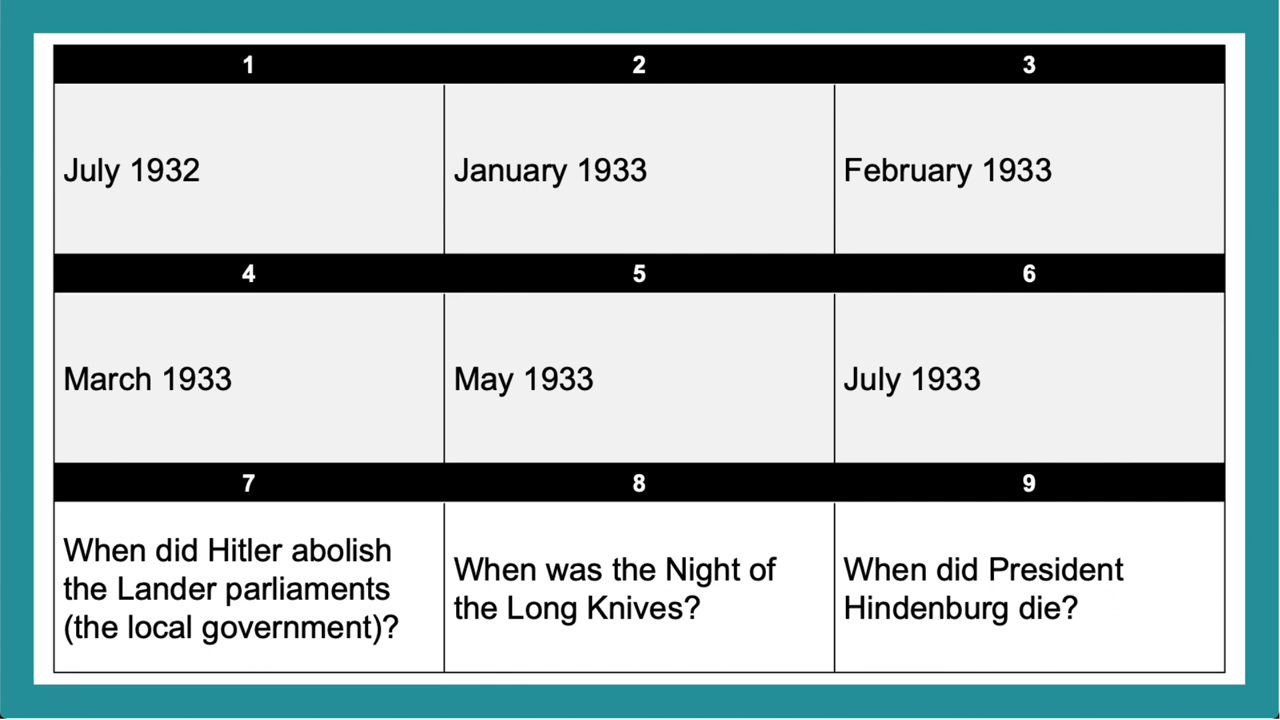 1
2
3
July 1932
January 1933
February 1933
4
5
6
March 1933
May 1933
July 1933
7
8
9
When did Hitler abolish
the Lander parliaments
(the local government)?
When was the Night of
the Long Knives?
When did President
Hindenburg die?